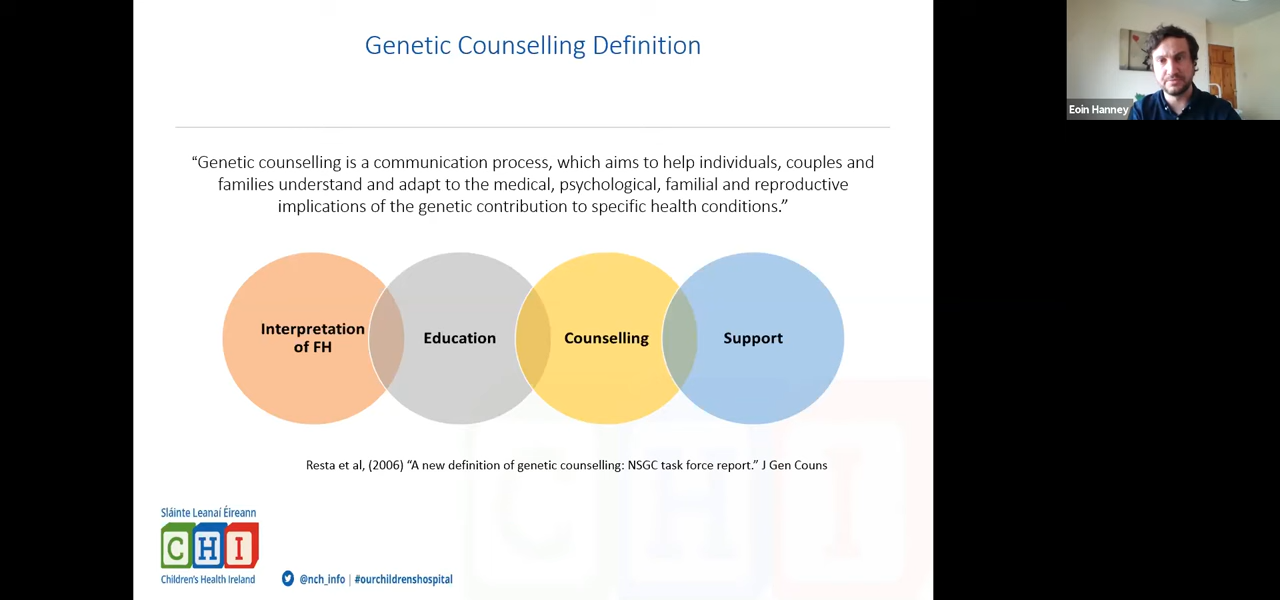 Genetic Counselling Definition
Eoin Hanney
“Genetic counselling is a communication process, which aims to help individuals, couples and
families understand and adapt to the medical, psychological, familial and reproductive
implications of the genetic contribution to specific health conditions.”
Interpretation
of FH
Education
Counselling
Support
Resta et al, (2006) “A new definition of genetic counselling: NSGC task force report.” J Gen Couns
Sláinte Leanaí Éireann
CHI
Children's Health Ireland
@nch_info | #ourchildrenshospital
CHI